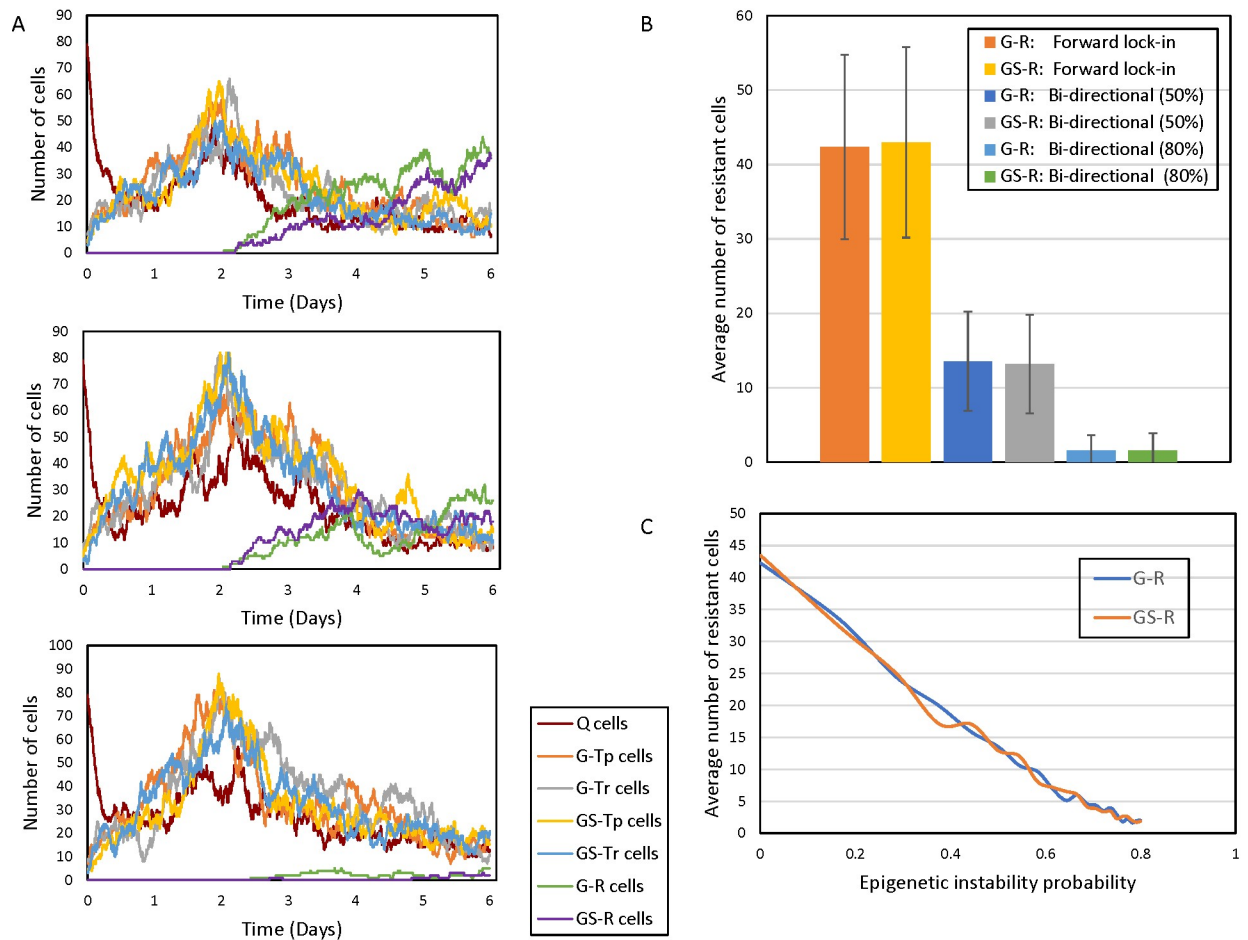 A
90
80
70
60
50
40
30
20
10
0
Number of cells
0 1 2 3 4 5 6
Time (Days)
90
80
70
60
50
40
30
20
10
0
Number of cells
0 1 2 3 4 5 6
Time (Days)
100
90
80
70
60
50
40
30
20
10
0
Number of cells
0 1 2 3 4 5 6
Time (Days)
Q cells
G-Tp cells
G-Tr cells
GS-Tp cells
GS-Tr cells
G-R cells
GS-R cells
B
60
50
40
30
20
10
0
Average number of resistant cells
G-R: Forward lock-in
GS-R: Forward lock-in
G-R: Bi-directional (50%)
GS-R: Bi-directional (50%)
G-R: Bi-directional (80%)
GS-R: Bi-directional (80%)
C
50
45
40
35
30
25
20
15
10
5
0
Average number of resistant cells
G-R
GS-R
0 0.2 0.4 0.6 0.8 1
Epigenetic instability probability